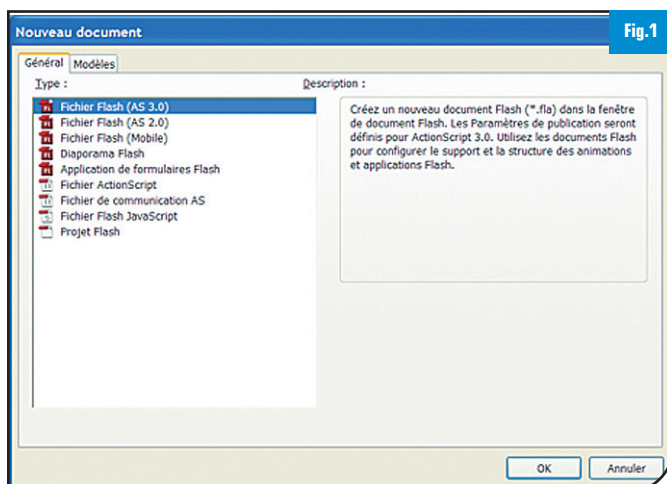 Nouveau document
Fig.1
Général Modèles
Type :
Description :
Fichier Flash (AS 3.0)
Fichier Flash (AS 2.0)
Fichier Flash (Mobile)
Diaporama Flash
Application de formulaires Flash
Fichier ActionScript
Fichier de communication AS
Fichier Flash JavaScript
Projet Flash
Créez un nouveau document Flash (*.fla) dans la fenêtre
de document Flash. Les Paramètres de publication seront
définis pour ActionScript 3.0. Utilisez les documents Flash
pour configurer le support et la structure des animations
et applications Flash.
OK Annuler